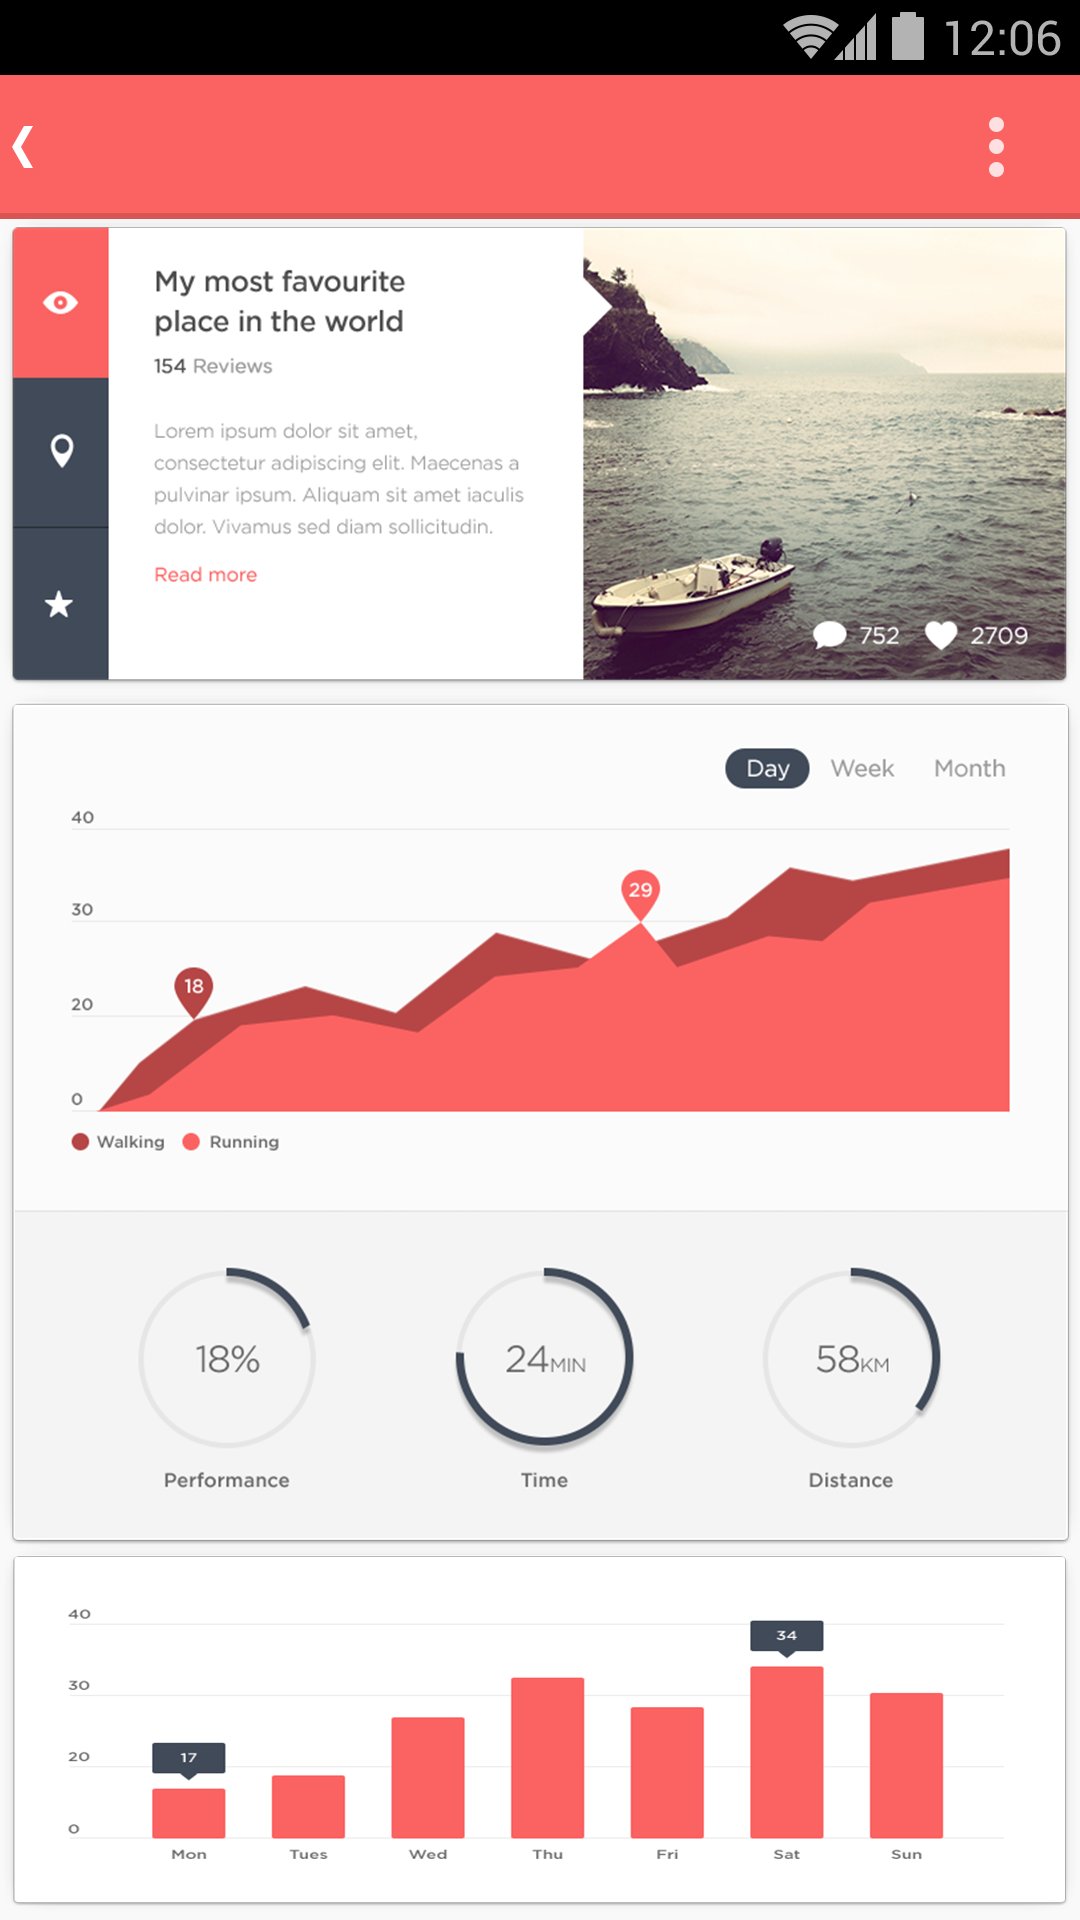 12:06
My most favourite
place in the world
154 Reviews
Lorem ipsum dolor sit amet,
consectetur adipiscing elit. Maecenas a
pulvinar ipsum. Aliquam sit amet iaculis
dolor. Vivamus sed diam sollicitudin.
Read more
752 2709
Day Week Month
40
30
29
18
20
0
Walking Running
18% 24MIN 58KM
Performance Time Distance
40
34
30
20
17
0
Mon Tues Wed Thu Fri Sat Sun